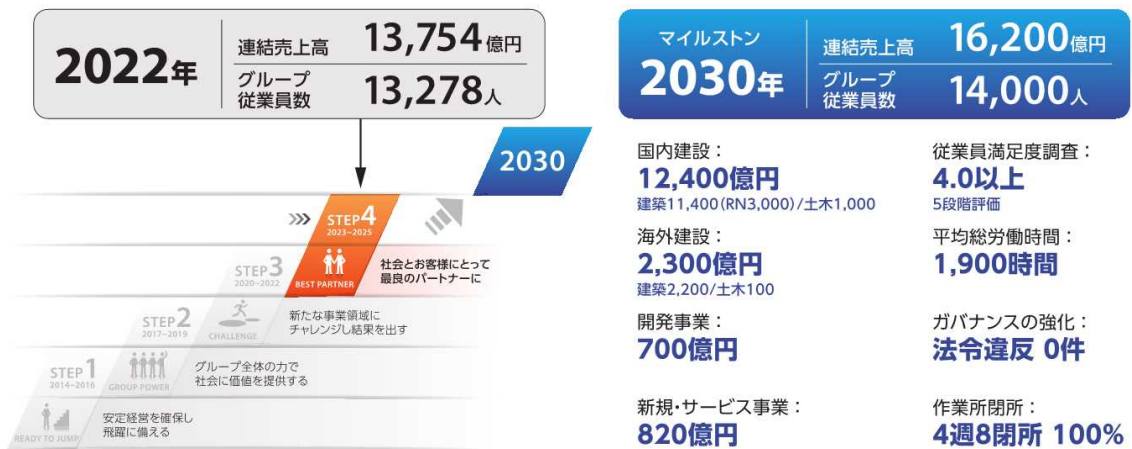 2022年
連結売上高 13,754億円
グループ
従業員数 13,278人
マイルストン
2030年
連結売上高 16,200億円
グループ
従業員数 14,000人
2030
STEP4
2023~2025
BEST PARTNER
社会とお客様にとって
最良のパートナーに
STEP3
2020~2022
CHALLENGE
新たな事業領域に
チャレンジし結果を出す
STEP2
2017~2019
GROUP POWER
グループ全体の力で
社会に価値を提供する
STEP1
2014~2016
READY TO JUMP
安定経営を確保し
飛躍に備える
国内建設：
12,400億円
建築11,400（RN3,000）/土木1,000
海外建設：
2,300億円
建築2,200/土木100
開発事業：
700億円
新規・サービス事業：
820億円
従業員満足度調査：
4.0以上
5段階評価
平均総労働時間：
1,900時間
ガバナンスの強化：
法令違反 0件
作業所閉所：
4週8閉所 100%